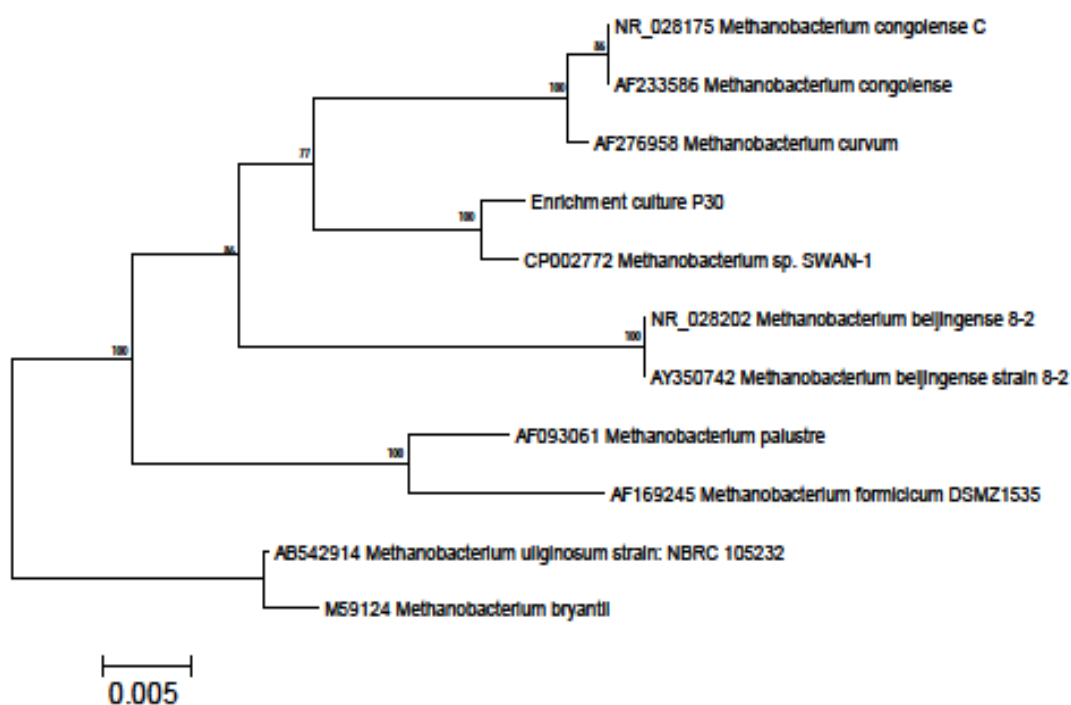 NR_028175 Methanobacterium congolense C
86
AF233586 Methanobacterium congolense
100
AF276958 Methanobacterium curvum
77
Enrichment culture P30
100
CP002772 Methanobacterium sp. SWAN-1
NR_028202 Methanobacterium beijingense 8-2
100
AY350742 Methanobacterium beijingense strain 8-2
100
AF093061 Methanobacterium palustre
100
AF169245 Methanobacterium formicicum DSMZ1535
AB542914 Methanobacterium uliginosum strain: NBRC 105232
M59124 Methanobacterium bryantii
0.005